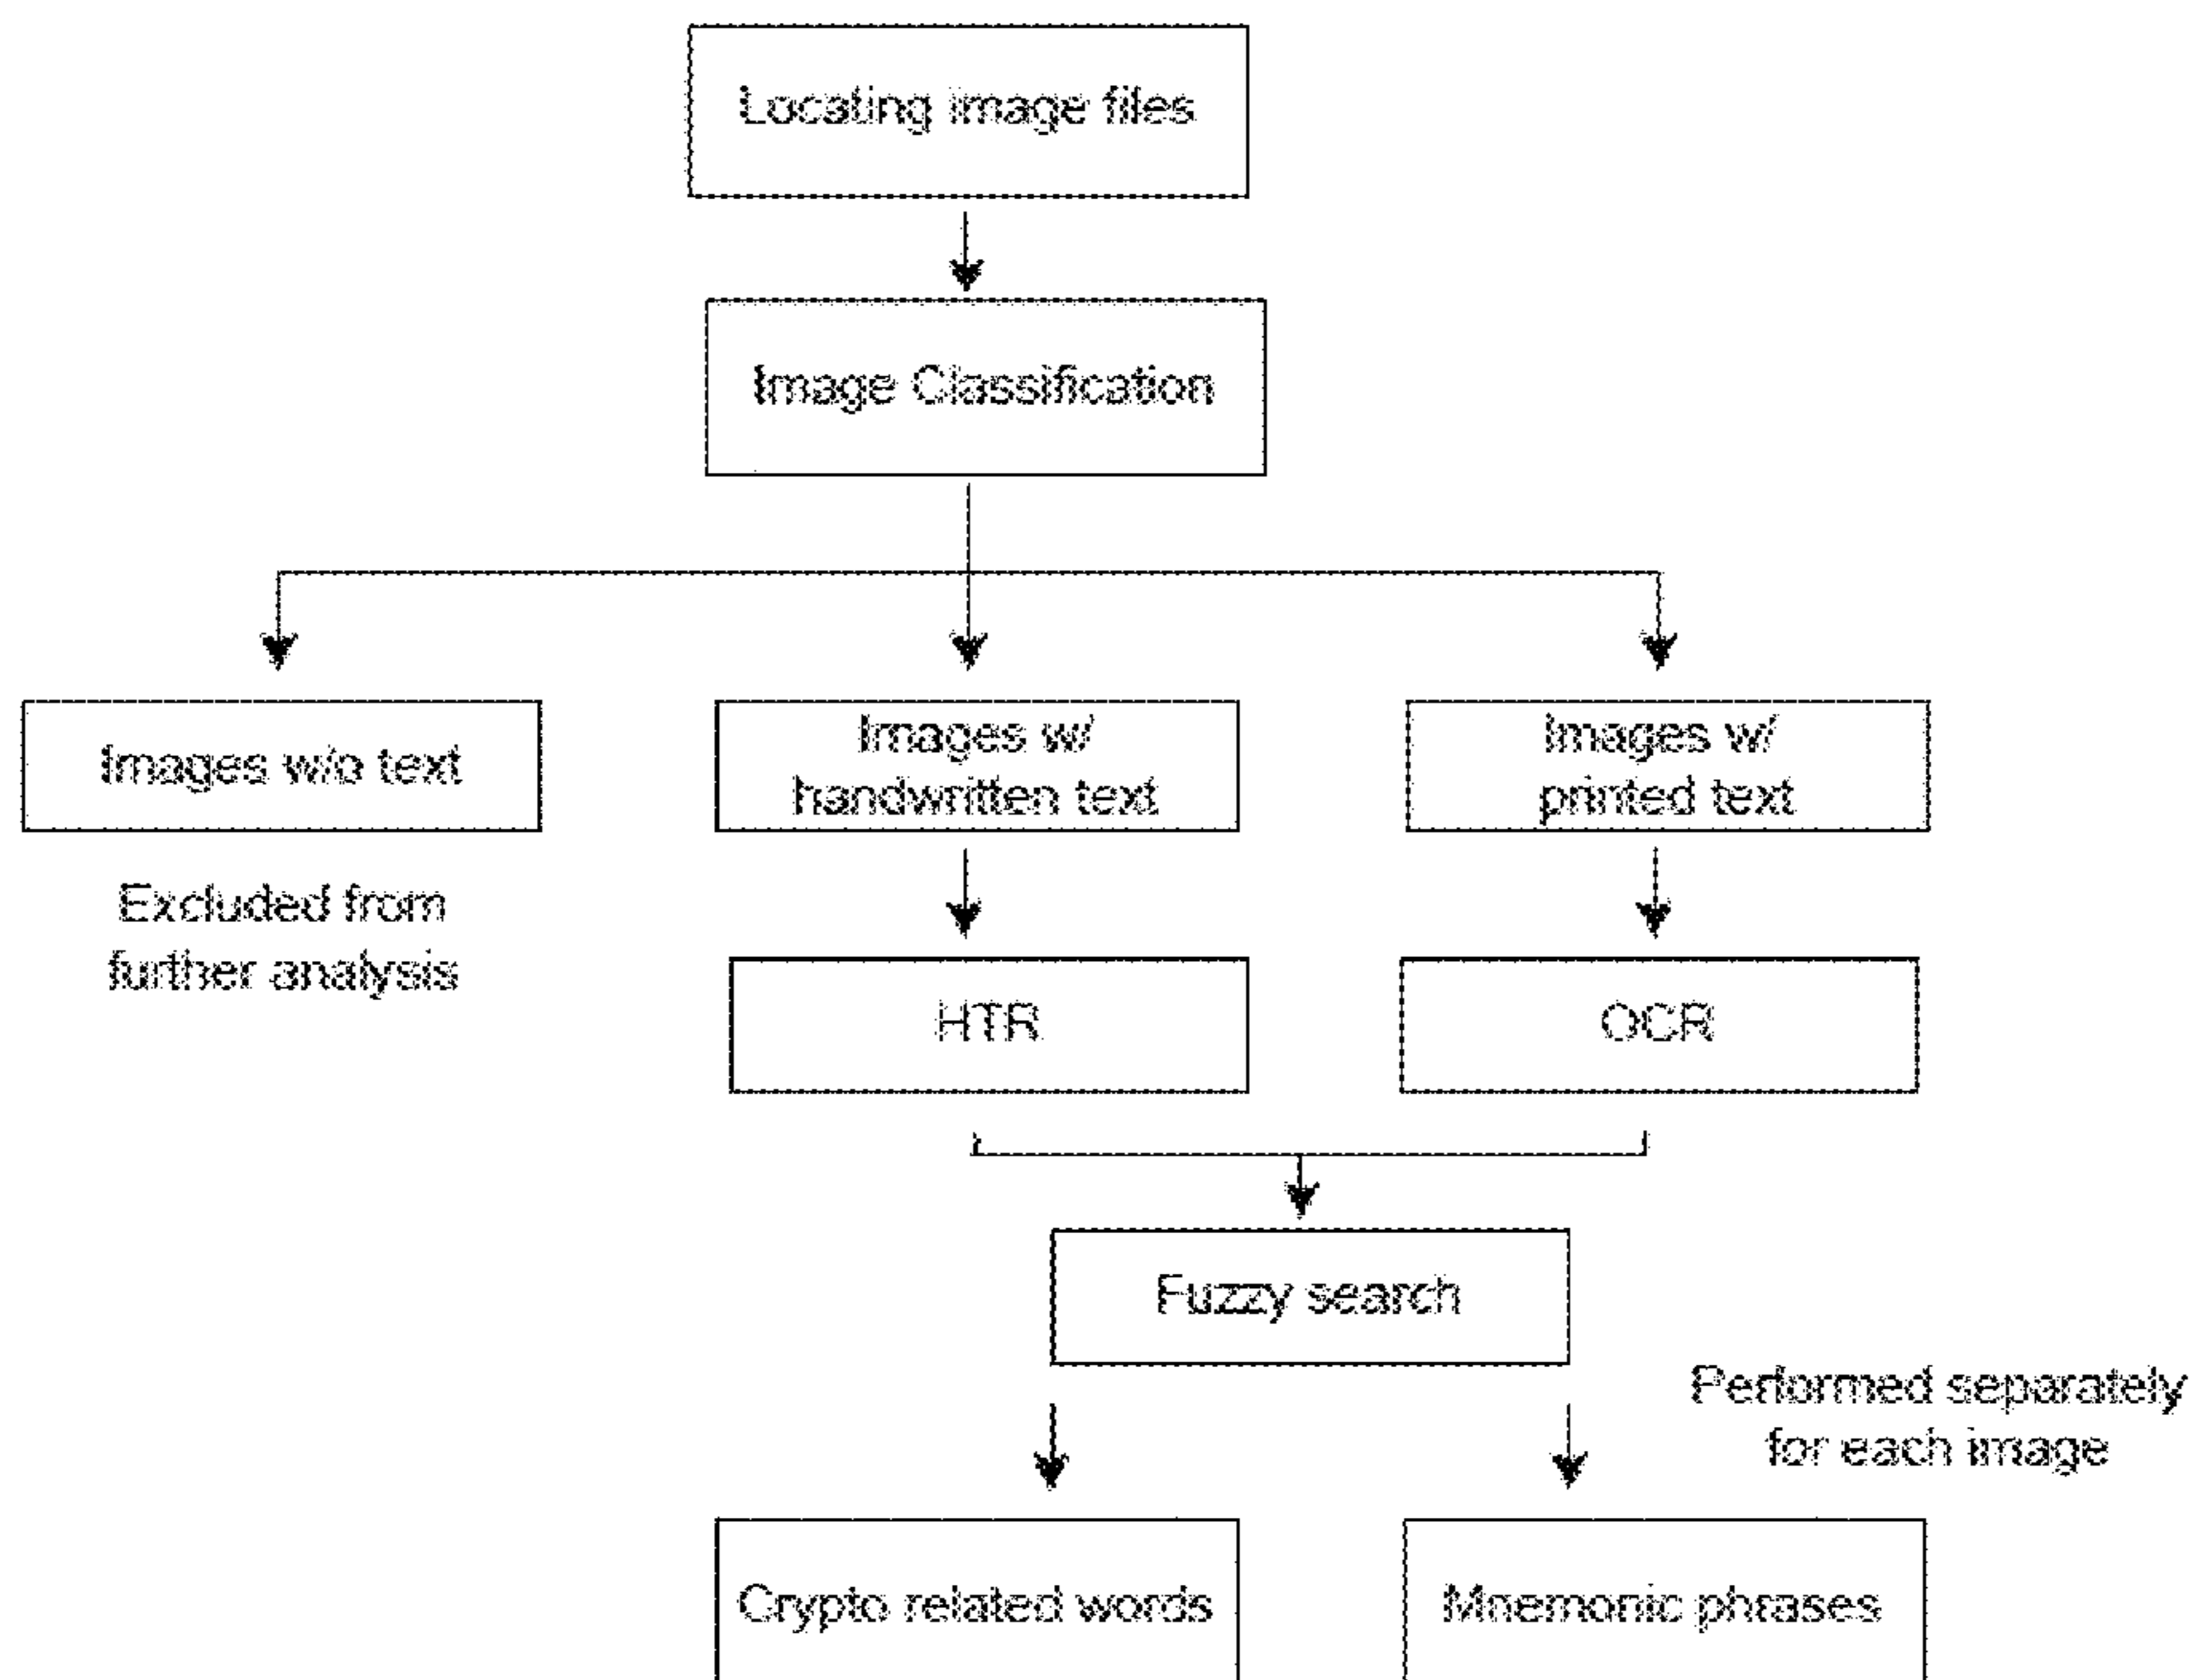 Locating image files
Image Classification
Images w/o text
Images w/
handwritten text
Images w/
printed text
Excluded from
further analysis
HTR
OCR
Fuzzy search
Performed separately
for each image
Crypto related words
Mnemonic phrases